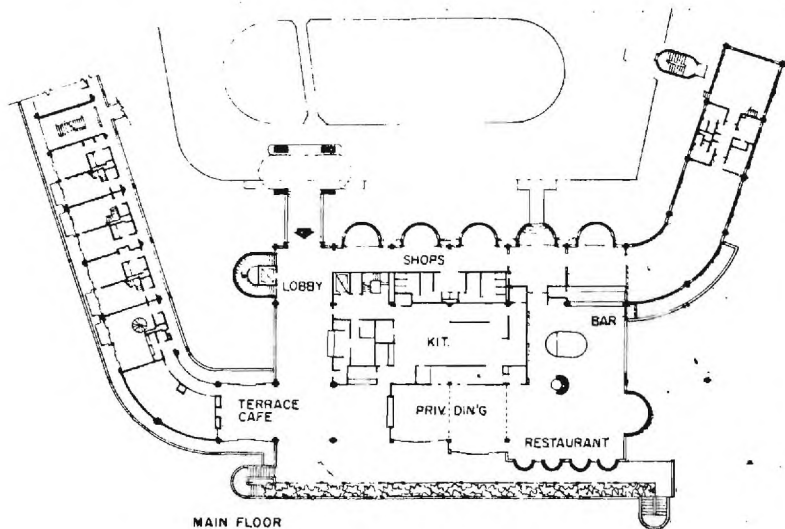 SHOPS
LOBBY
BAR
KIT.
TERRACE
CAFE
PRIV. DIN'G
RESTAURANT
MAIN FLOOR